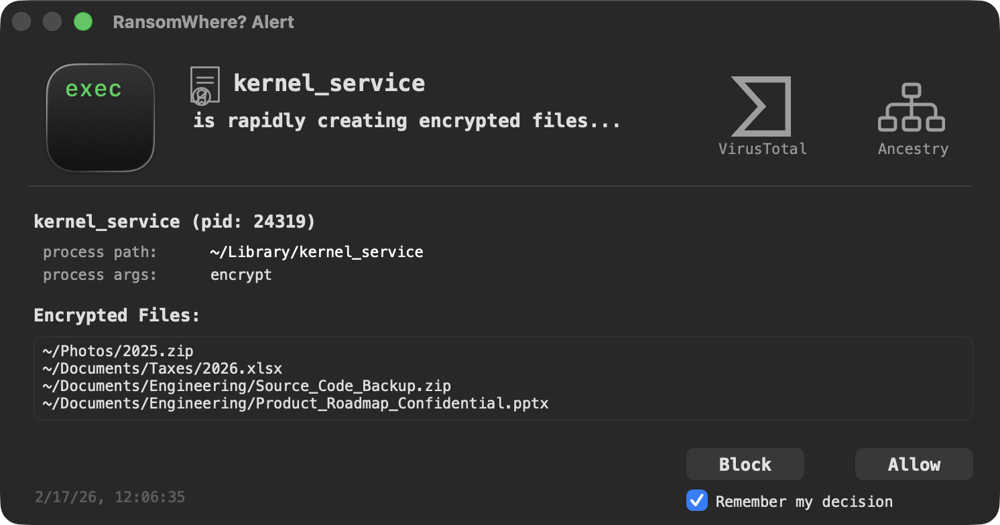 RansomWhere? Alert
exec
kernel_service
is rapidly creating encrypted files...
VirusTotal
Ancestry
kernel_service (pid: 24319)
process path: ~/Library/kernel_service
process args: encrypt
Encrypted Files:
~/Photos/2025.zip
~/Documents/Taxes/2026.xlsx
~/Documents/Engineering/Source_Code_Backup.zip
~/Documents/Engineering/Product_Roadmap_Confidential.pptx
Block
Allow
2/17/26, 12:06:35
Remember my decision